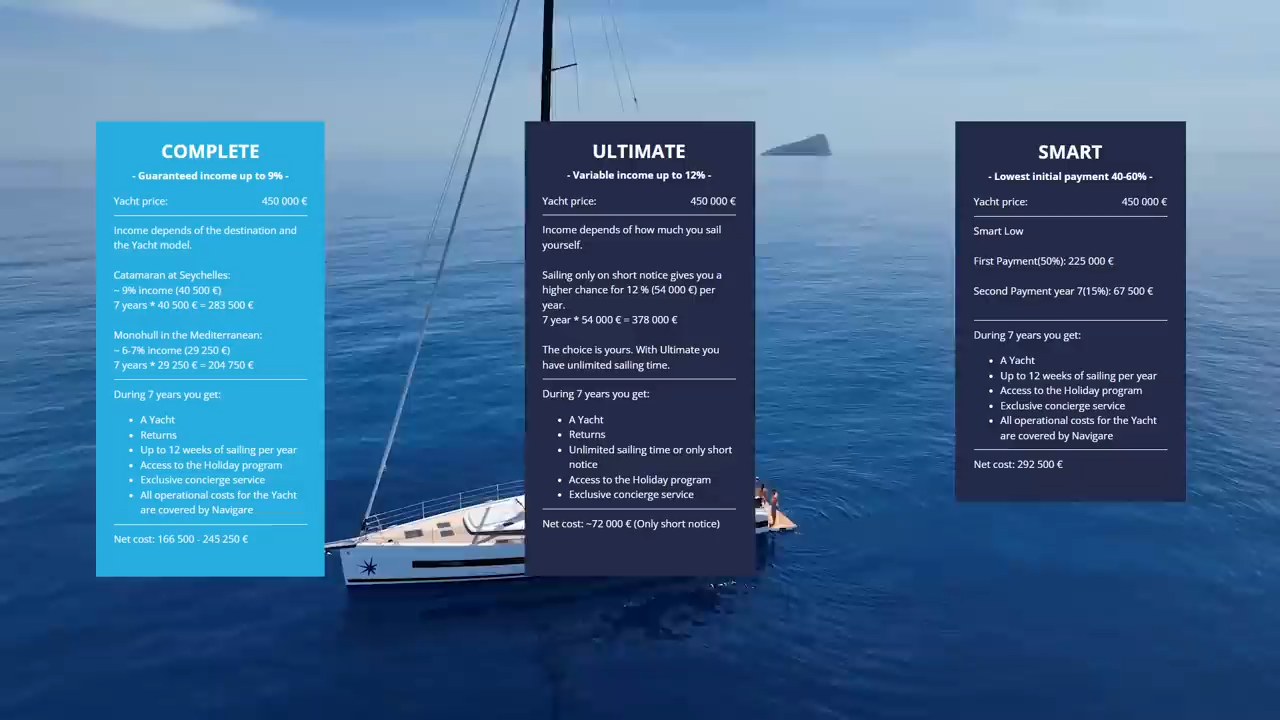 COMPLETE
- Guaranteed income up to 9% -
Yacht price: 450 000 €
Income depends of the destination and
the Yacht model.
Catamaran at Seychelles:
~ 9% income (40 500 €)
7 years * 40 500 € = 283 500 €
Monohull in the Mediterranean:
~ 6-7% income (29 250 €)
7 years * 29 250 € = 204 750 €
During 7 years you get:
• A Yacht
• Returns
• Up to 12 weeks of sailing per year
• Access to the Holiday program
• Exclusive concierge service
• All operational costs for the Yacht
are covered by Navigare
Net cost: 166 500 - 245 250 €
ULTIMATE
- Variable income up to 12% -
Yacht price: 450 000 €
Income depends of how much you sail
yourself.
Sailing only on short notice gives you a
higher chance for 12 % (54 000 €) per
year.
7 year * 54 000 € = 378 000 €
The choice is yours. With Ultimate you
have unlimited sailing time.
During 7 years you get:
• A Yacht
• Returns
• Unlimited sailing time or only short
notice
• Access to the Holiday program
• Exclusive concierge service
Net cost: ~72 000 € (Only short notice)
SMART
- Lowest initial payment 40-60% -
Yacht price: 450 000 €
Smart Low
First Payment(50%): 225 000 €
Second Payment year 7(15%): 67 500 €
During 7 years you get:
• A Yacht
• Up to 12 weeks of sailing per year
• Access to the Holiday program
• Exclusive concierge service
• All operational costs for the Yacht
are covered by Navigare
Net cost: 292 500 €